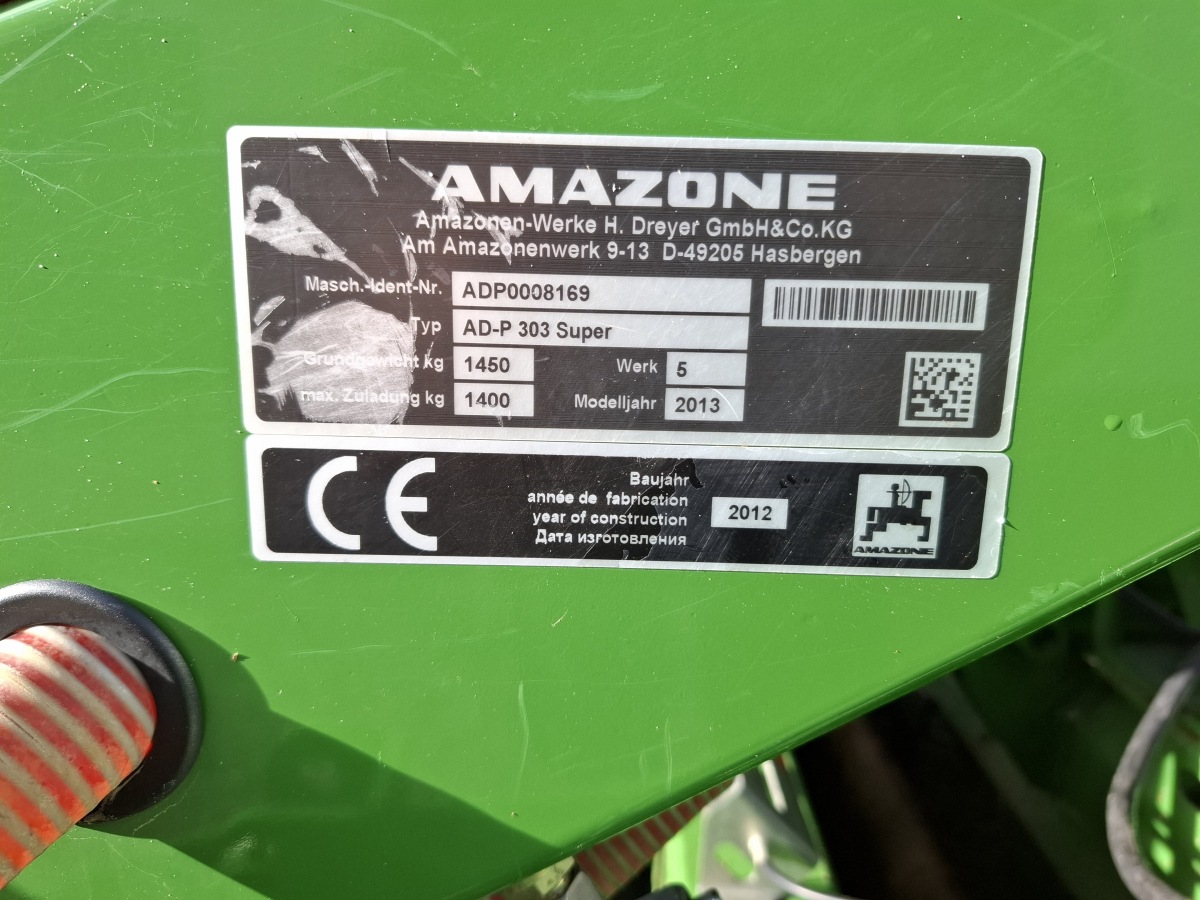 AMAZONE
Amazonen-Werke H. Dreyer GmbH&Co.KG
Am Amazonenwerk 9-13 D-49205 Hasbergen
Masch.-Ident-Nr. ADP0008169
Typ AD-P 303 Super
Grundgewicht kg 1450 Werk 5
max. Zuladung kg 1400 Modelljahr 2013
CE
Baujahr
année de fabrication
year of construction 2012
Дата изготовления
AMAZONE